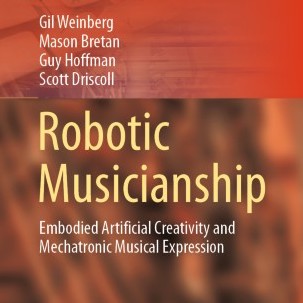 Gil Weinberg
Mason Bretan
Guy Hoffman
Scott Driscoll
Robotic
Musicianship
Embodied Artificial Creativity and
Mechatronic Musical Expression